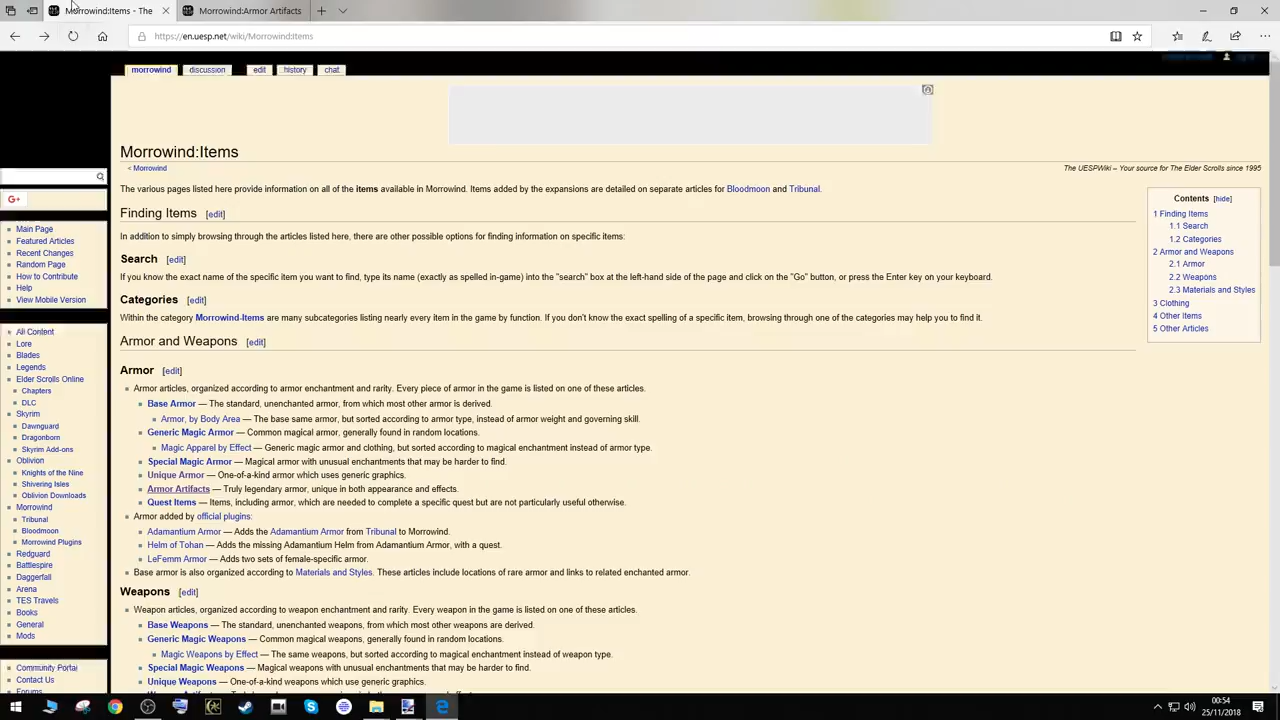 Morrowind:Items - The
Morrowind:Armor Artifacts
https://en.uesp.net/wiki/Morrowind:Items
morrowind discussion edit history chat
Morrowind:Items
< Morrowind
The UESPWiki – Your source for The Elder Scrolls since 1995
The various pages listed here provide information on all of the items available in Morrowind. Items added by the expansions are detailed on separate articles for Bloodmoon and Tribunal.
Contents [hide]
1 Finding Items
1.1 Search
1.2 Categories
2 Armor and Weapons
2.1 Armor
2.2 Weapons
2.3 Materials and Styles
3 Clothing
4 Other Items
5 Other Articles
Finding Items [edit]
In addition to simply browsing through the articles listed here, there are other possible options for finding information on specific items:
Search [edit]
If you know the exact name of the specific item you want to find, type its name (exactly as spelled in-game) into the "search" box at the left-hand side of the page and click on the "Go" button, or press the Enter key on your keyboard.
Categories [edit]
Within the category Morrowind-Items are many subcategories listing nearly every item in the game by function. If you don't know the exact spelling of a specific item, browsing through one of the categories may help you to find it.
Armor and Weapons [edit]
Armor [edit]
Armor articles, organized according to armor enchantment and rarity. Every piece of armor in the game is listed on one of these articles.
Base Armor — The standard, unenchanted armor, from which most other armor is derived.
Armor, by Body Area — The base same armor, but sorted according to armor type, instead of armor weight and governing skill.
Generic Magic Armor — Common magical armor, generally found in random locations.
Magic Apparel by Effect — Generic magic armor and clothing, but sorted according to magical enchantment instead of armor type.
Special Magic Armor — Magical armor with unusual enchantments that may be harder to find.
Unique Armor — One-of-a-kind armor which uses generic graphics.
Armor Artifacts — Truly legendary armor, unique in both appearance and effects.
Quest Items — Items, including armor, which are needed to complete a specific quest but are not particularly useful otherwise.
Armor added by official plugins:
Adamantium Armor — Adds the Adamantium Armor from Tribunal to Morrowind.
Helm of Tohan — Adds the missing Adamantium Helm from Adamantium Armor, with a quest.
LeFemm Armor — Adds two sets of female-specific armor.
Base armor is also organized according to Materials and Styles. These articles include locations of rare armor and links to related enchanted armor.
Weapons [edit]
Weapon articles, organized according to weapon enchantment and rarity. Every weapon in the game is listed on one of these articles.
Base Weapons — The standard, unenchanted weapons, from which most other weapons are derived.
Generic Magic Weapons — Common magical weapons, generally found in random locations.
Magic Weapons by Effect — The same weapons, but sorted according to magical enchantment instead of weapon type.
Special Magic Weapons — Magical weapons with unusual enchantments that may be harder to find.
Unique Weapons — One-of-a-kind weapons which uses generic graphics.
G+
Main Page
Featured Articles
Recent Changes
Random Page
How to Contribute
Help
View Mobile Version
All Content
Lore
Blades
Legends
Elder Scrolls Online
Chapters
DLC
Skyrim
Dawnguard
Dragonborn
Skyrim Add-ons
Oblivion
Knights of the Nine
Shivering Isles
Oblivion Downloads
Morrowind
Tribunal
Bloodmoon
Morrowind Plugins
Redguard
Battlespire
Daggerfall
Arena
TES Travels
Books
General
Mods
Community Portal
Contact Us
Forums
00:54
25/11/2018